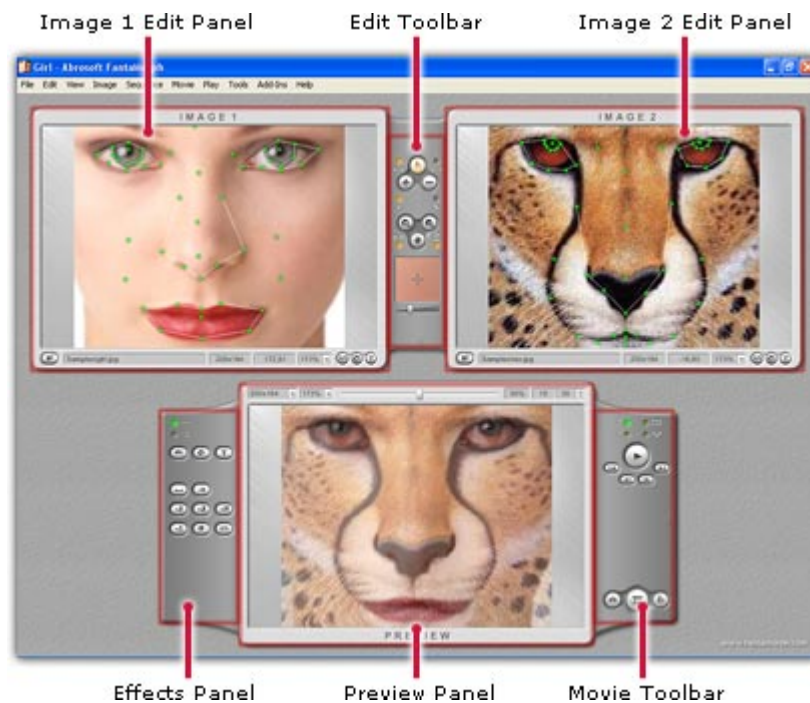 Image 1 Edit Panel
Edit Toolbar
Image 2 Edit Panel
Girl - Abrosoft FantaMorph
File Edit View Image Sequence Movie Play Tools Add-Ins Help
IMAGE 1
IMAGE 2
PREVIEW
Effects Panel
Preview Panel
Movie Toolbar